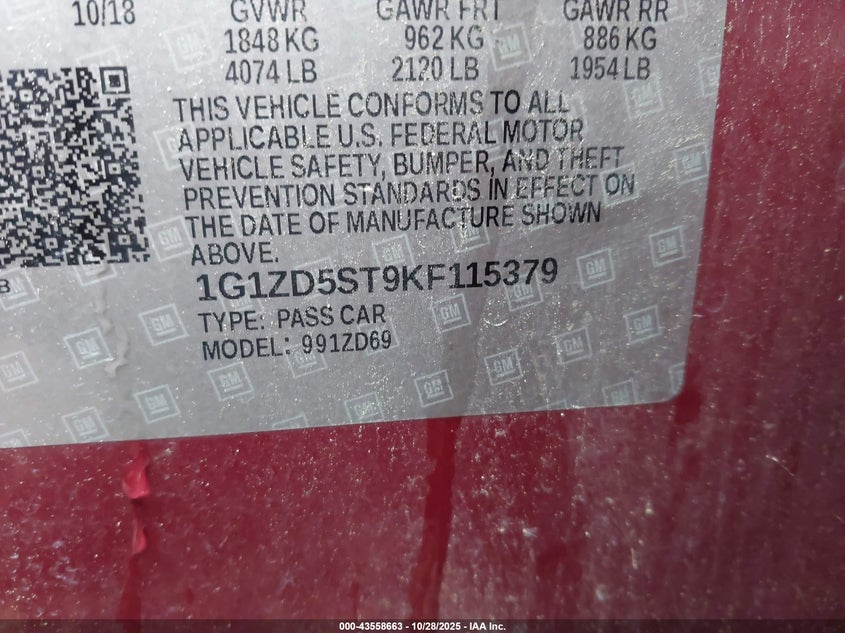 10/18 GVWR GAWR FRT GAWR RR
1848 KG 962 KG 886 KG
4074 LB 2120 LB 1954 LB
THIS VEHICLE CONFORMS TO ALL
APPLICABLE U.S. FEDERAL MOTOR
VEHICLE SAFETY, BUMPER, AND THEFT
PREVENTION STANDARDS IN EFFECT ON
THE DATE OF MANUFACTURE SHOWN
ABOVE.
B 1G1ZD5ST9KF115379
TYPE: PASS CAR
MODEL: 991ZD69
GM
000-43558663 - 10/28/2025 - IAA Inc.